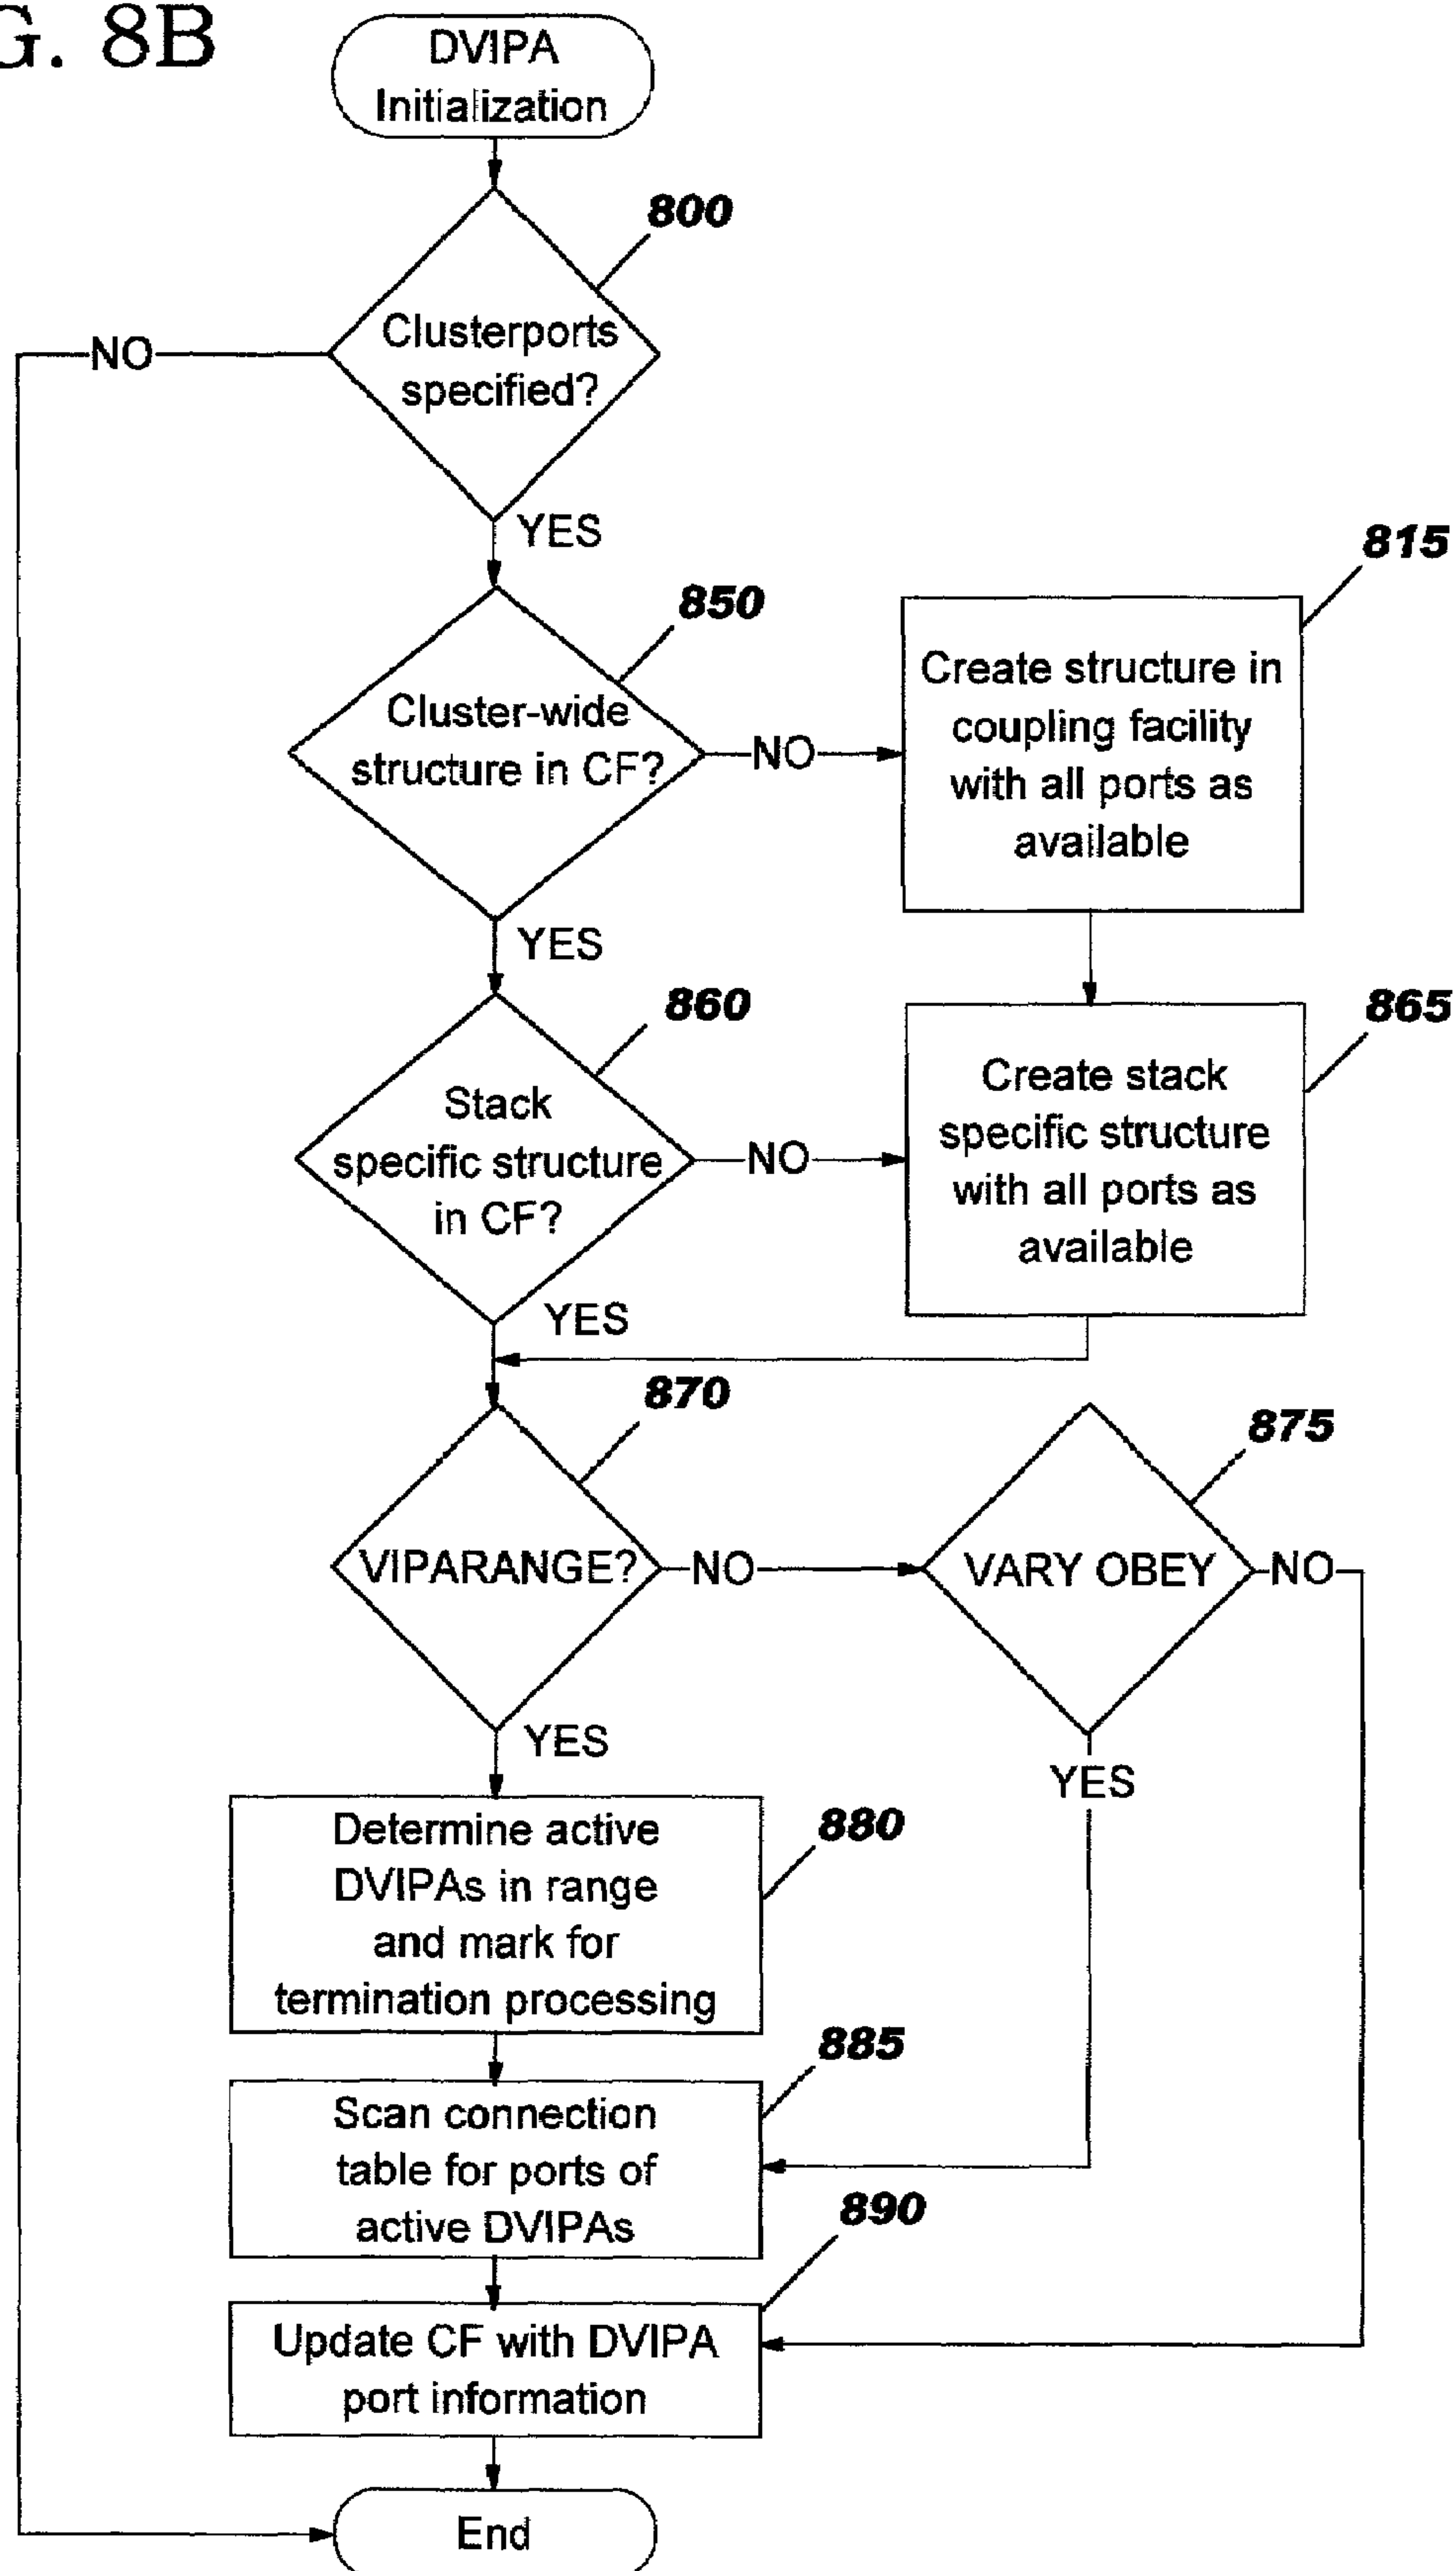 G. 8B
DVIPA
Initialization
800
Clusterports
specified?
NO
YES
850
Cluster-wide
structure in CF?
NO
815
Create structure in
coupling facility
with all ports as
available
YES
860
Stack
specific structure
in CF?
NO
865
Create stack
specific structure
with all ports as
available
YES
870
VIPARANGE?
NO
875
VARY OBEY
NO
YES
YES
880
Determine active
DVIPAs in range
and mark for
termination processing
885
Scan connection
table for ports of
active DVIPAs
890
Update CF with DVIPA
port information
End